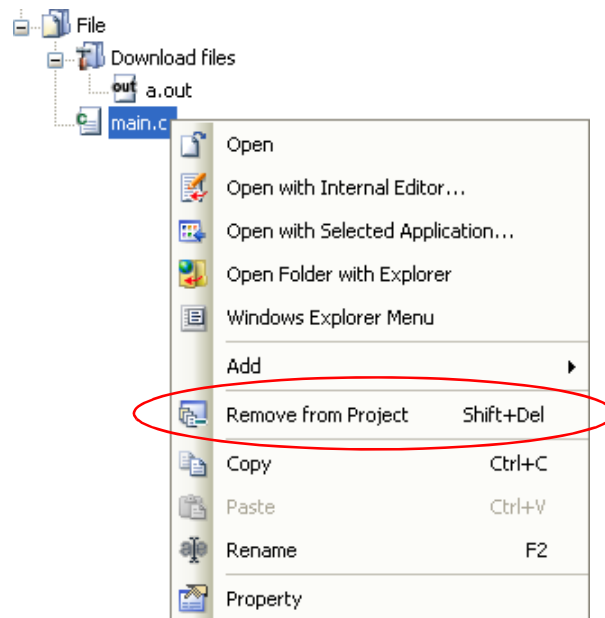 File
Download files
out a.out
C main.c
Open
Open with Internal Editor...
Open with Selected Application...
Open Folder with Explorer
Windows Explorer Menu
Add
Remove from Project Shift+Del
Copy Ctrl+C
Paste Ctrl+V
Rename F2
Property